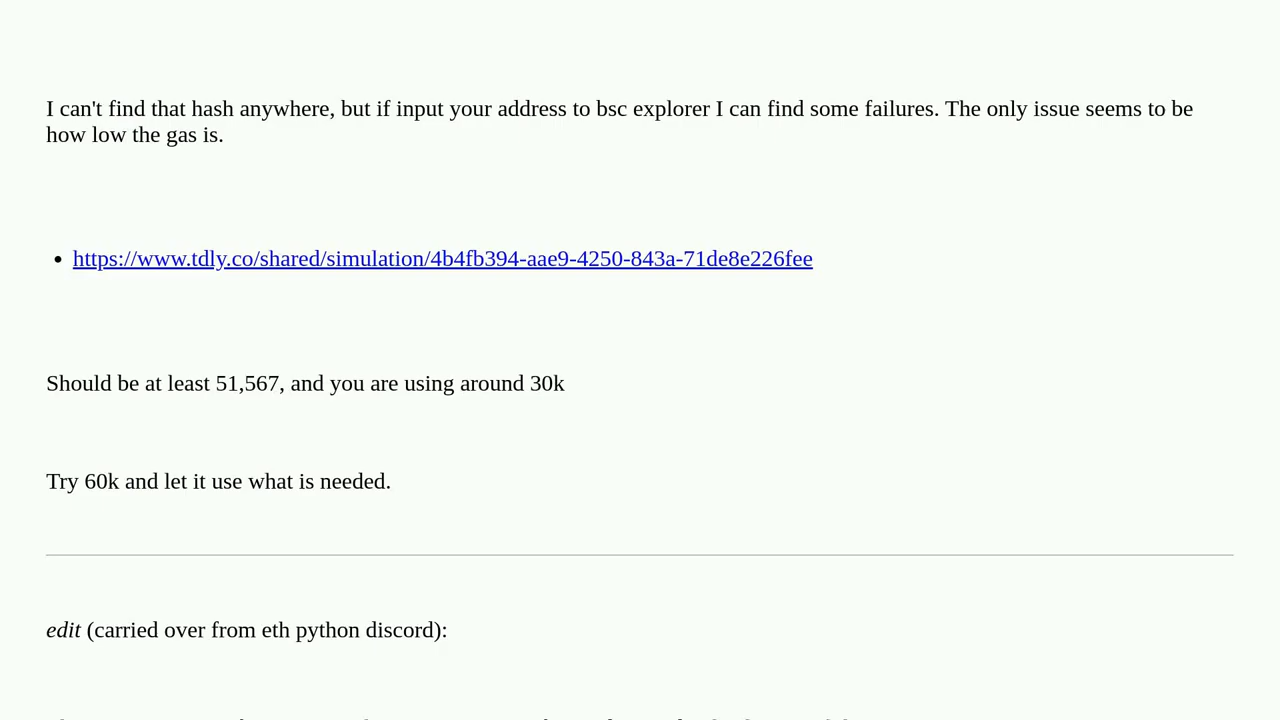 I can't find that hash anywhere, but if input your address to bsc explorer I can find some failures. The only issue seems to be
how low the gas is.
https://www.tdly.co/shared/simulation/4b4fb394-aae9-4250-843a-71de8e226fee
Should be at least 51,567, and you are using around 30k
Try 60k and let it use what is needed.
edit (carried over from eth python discord):